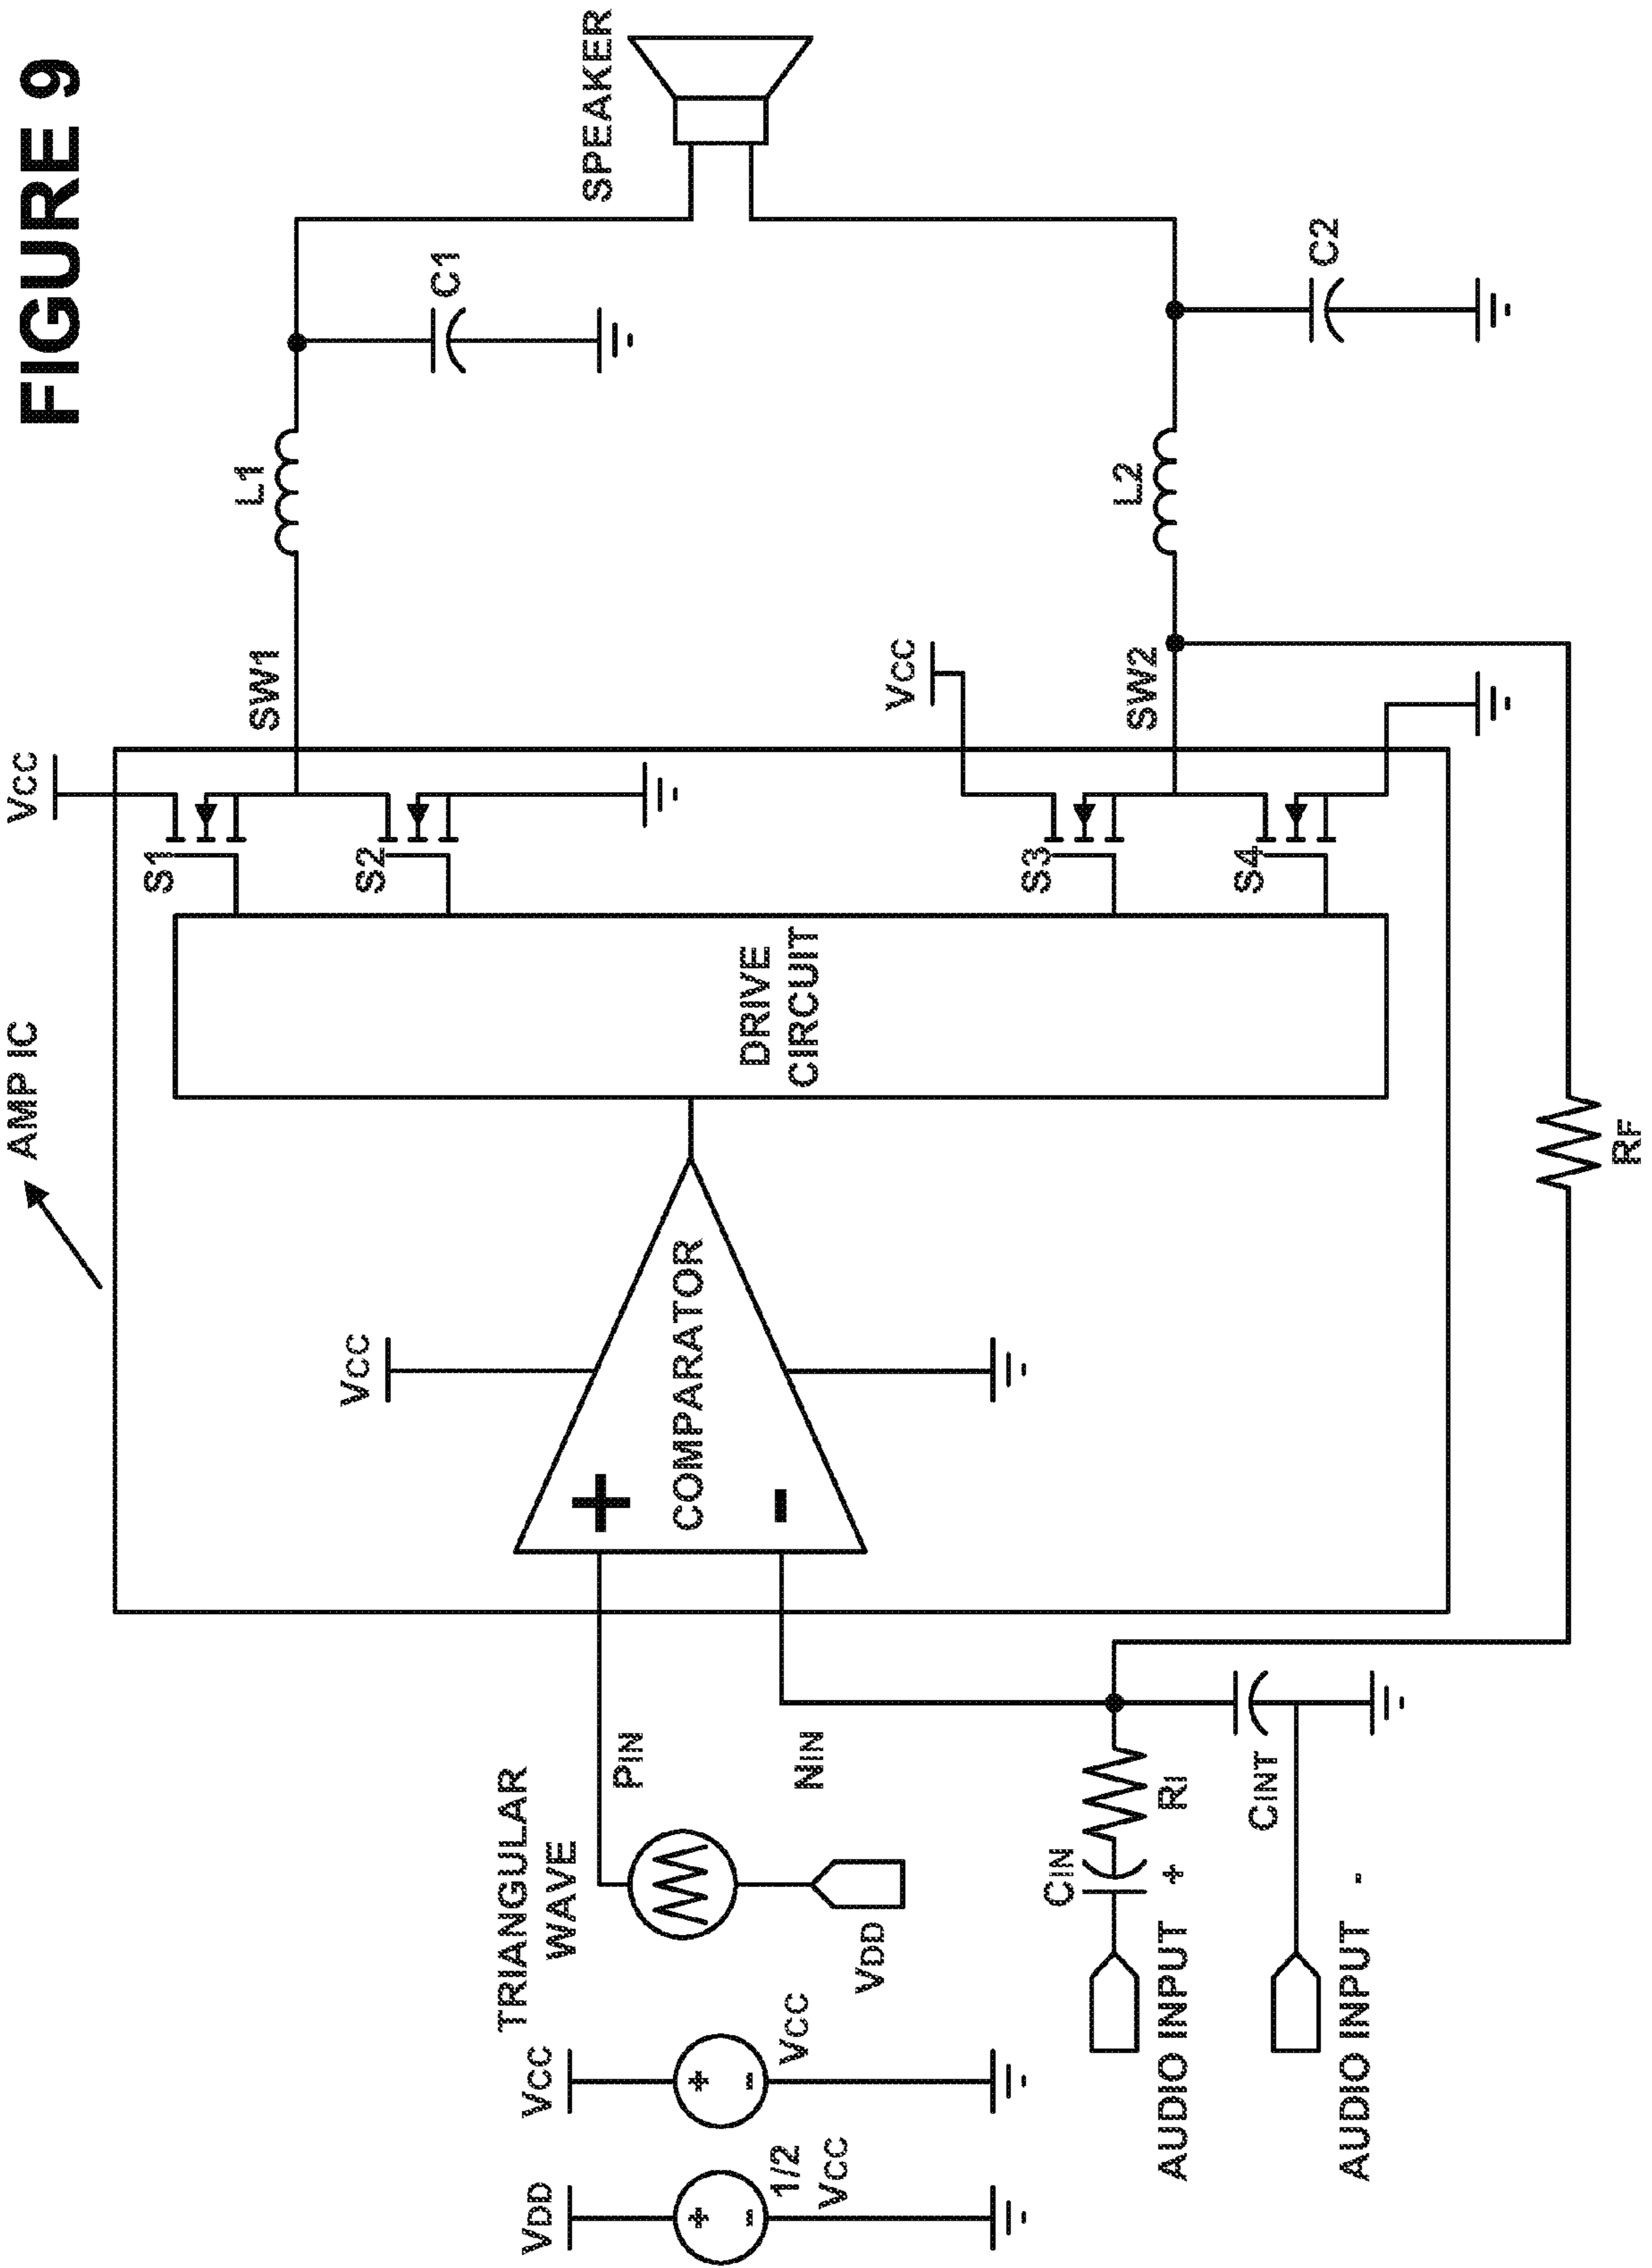 FIGURE 9
AMP IC
VCC
S1
SW1
L1
C1
SPEAKER
S2
VCC
+
COMPARATOR
-
DRIVE
CIRCUIT
VCC
S3
SW2
L2
C2
S4
RF
TRIANGULAR
WAVE
PIN
NIN
VDD
VDD
+
-
1/2
VCC
VCC
+
-
VCC
CIN
RI
AUDIO INPUT +
CINT
AUDIO INPUT -